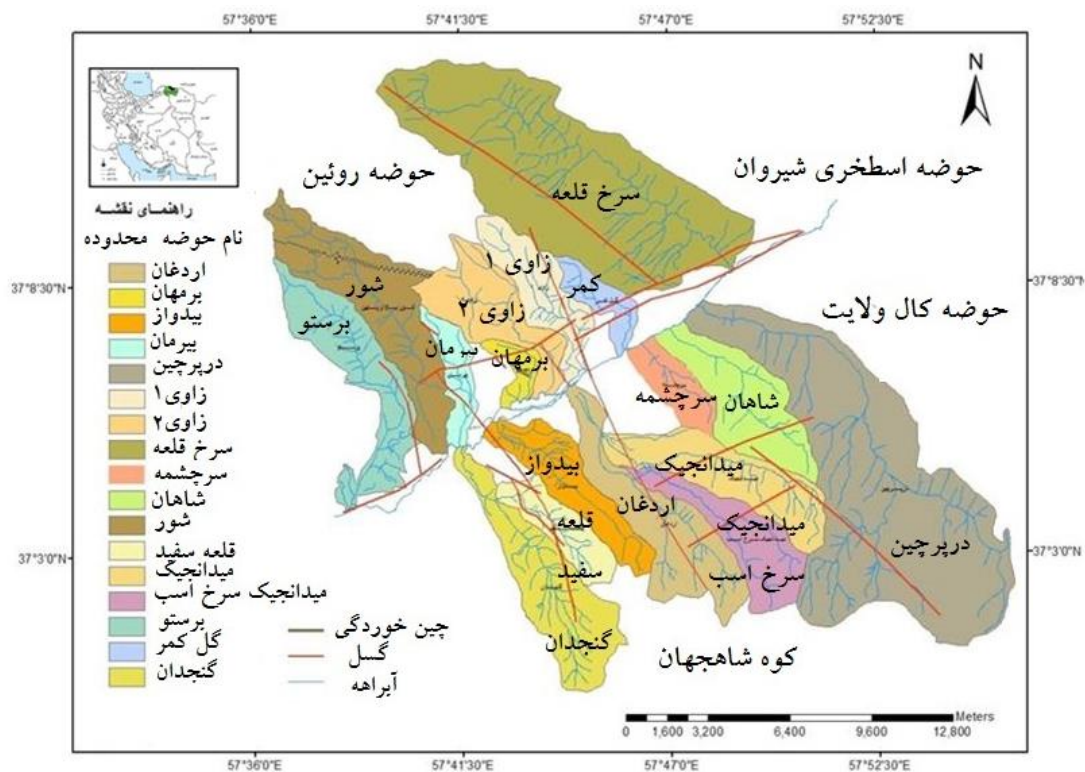 57°36'0"E
57°41'30"E
57°47'0"E
57°52'30"E
N
حوضه روئین
حوضه اسطخری شیروان
سرخ قلعه
راهنمای نقشه
نام حوضه محدوده
اردغان
برمهان
بیدواز
بیرمان
درپرچین
زاوی۱
زاوی۲
سرخ قلعه
سرچشمه
شاهان
شور
قلعه سفید
میدانجیک
میدانجیک سرخ اسب
برستو
گل کمر
گنجدان
چین خوردگی
گسل
آبراهه
37°8'30"N
37°8'30"N
37°3'0"N
37°3'0"N
زاوی ۱
کمر
شور
زاوی ۲
برستو
حوضه کال ولایت
برمهان
سرچشمه
شاهان
بیدواز
میدانجیک
اردغان
قلعه
سفید
میدانجیک
سرخ اسب
درپرچین
گنجدان
کوه شاهجهان
Meters
0 1,600 3,200 6,400 9,600 12,800
57°36'0"E
57°41'30"E
57°47'0"E
57°52'30"E